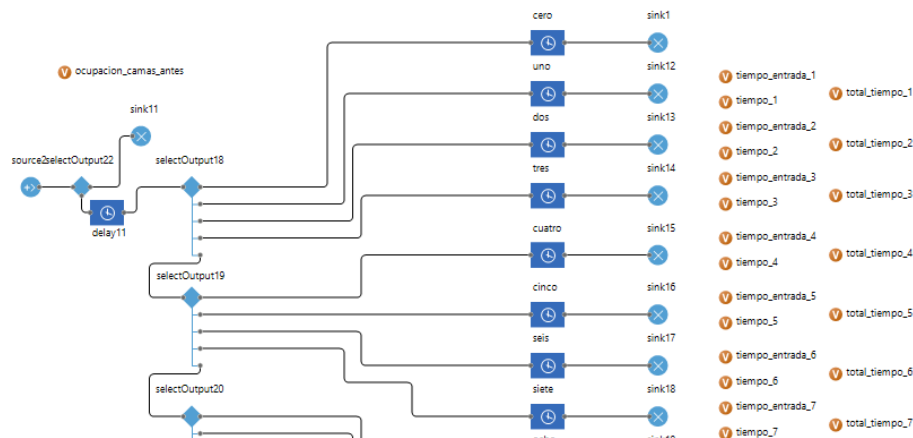 cero sink1
ocupacion_camas_antes
uno sink12
tiempo_entrada_1
tiempo_1 total_tiempo_1
sink11
dos sink13
tiempo_entrada_2
tiempo_2 total_tiempo_2
source2 selectOutput22 selectOutput18
tres sink14
tiempo_entrada_3
tiempo_3 total_tiempo_3
delay11
cuatro sink15
tiempo_entrada_4
tiempo_4 total_tiempo_4
selectOutput19
cinco sink16
tiempo_entrada_5
tiempo_5 total_tiempo_5
seis sink17
tiempo_entrada_6
tiempo_6 total_tiempo_6
selectOutput20
siete sink18
tiempo_entrada_7
tiempo_7 total_tiempo_7